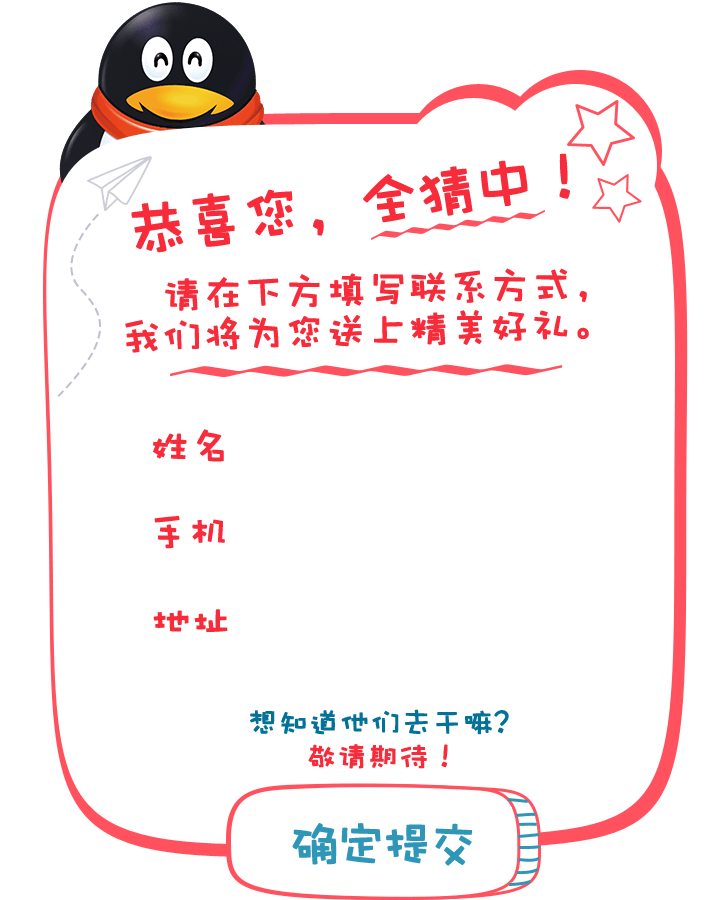 恭喜您，全猜中！
请在下方填写联系方式，
我们将为您送上精美好礼。
姓名
手机
地址
想知道他们去干嘛？
敬请期待！
确定提交